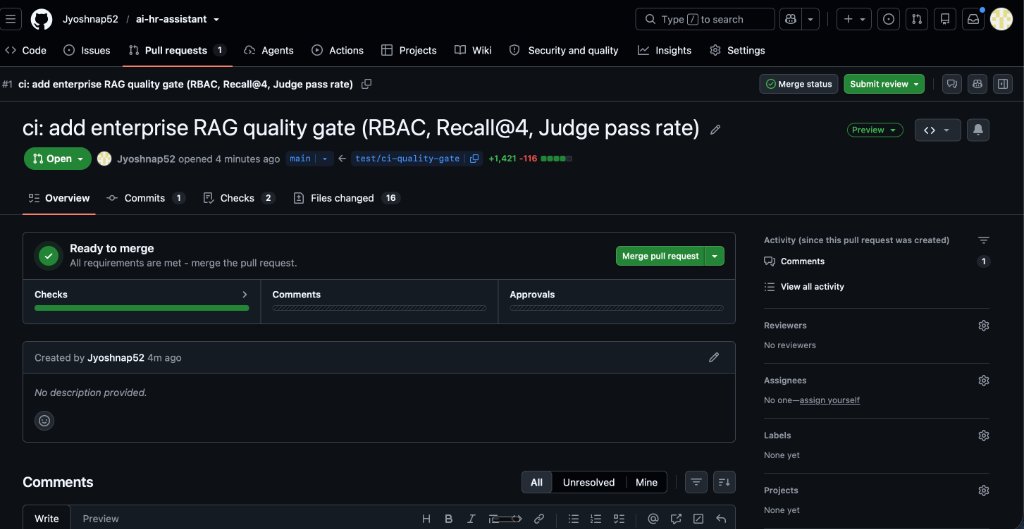 Jyoshnap52 / ai-hr-assistant
Type / to search
Code Issues Pull requests 1 Agents Actions Projects Wiki Security and quality Insights Settings
#1 ci: add enterprise RAG quality gate (RBAC, Recall@4, Judge pass rate)
Merge status Submit review
ci: add enterprise RAG quality gate (RBAC, Recall@4, Judge pass rate)
Preview
Open Jyoshnap52 opened 4 minutes ago main ← test/ci-quality-gate +1,421 -116
Overview Commits 1 Checks 2 Files changed 16
Ready to merge
All requirements are met - merge the pull request.
Merge pull request
Checks Comments Approvals
Created by Jyoshnap52 4m ago
No description provided.
Comments
All Unresolved Mine
Write Preview
H B I
Activity (since this pull request was created)
Comments 1
View all activity
Reviewers
No reviewers
Assignees
No one—assign yourself
Labels
None yet
Projects
None yet